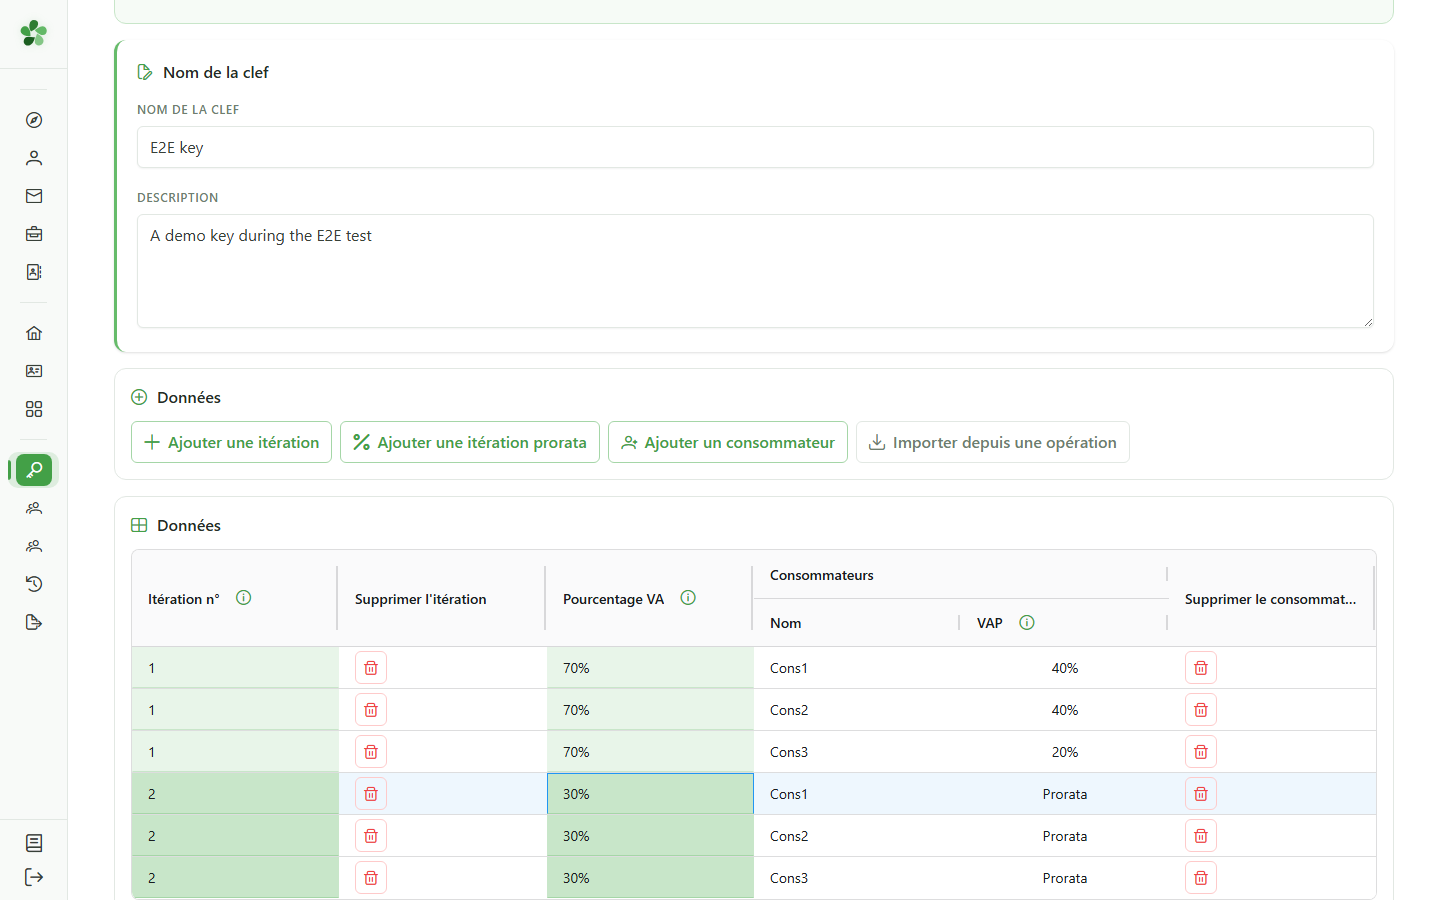 Nom de la clef
NOM DE LA CLEF
E2E key
DESCRIPTION
A demo key during the E2E test
Données
Ajouter une itération
Ajouter une itération prorata
Ajouter un consommateur
Importer depuis une opération
Données
Itération n°
Supprimer l'itération
Pourcentage VA
Consommateurs
Nom
VAP
Supprimer le consommat...
1 70% Cons1 40%
1 70% Cons2 40%
1 70% Cons3 20%
2 30% Cons1 Prorata
2 30% Cons2 Prorata
2 30% Cons3 Prorata